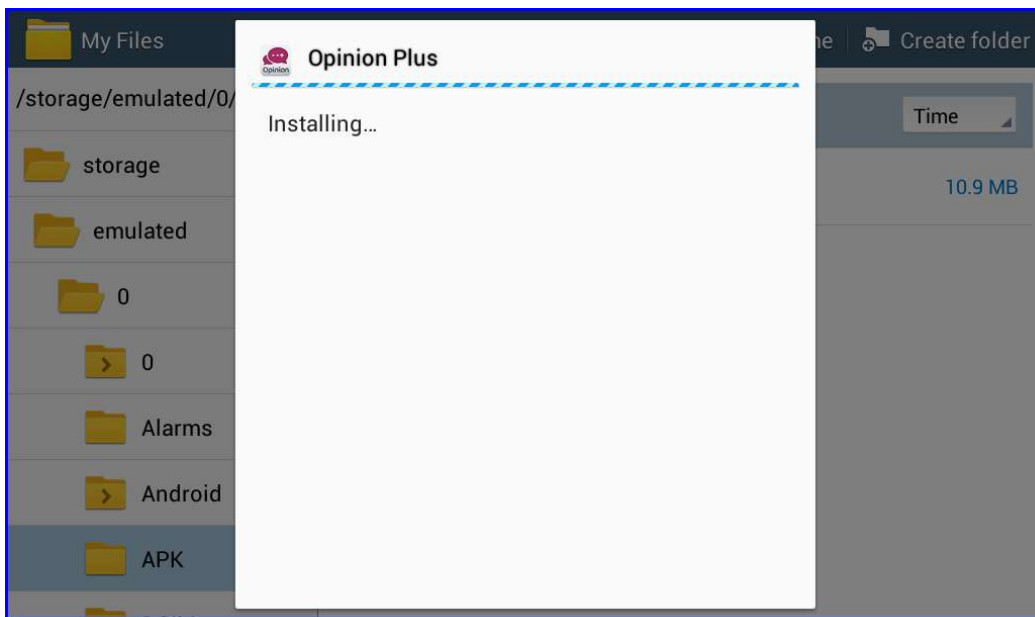 My Files
Create folder
/storage/emulated/0/
Time
storage
10.9 MB
emulated
0
0
Alarms
Android
APK
Opinion
Opinion Plus
Installing...